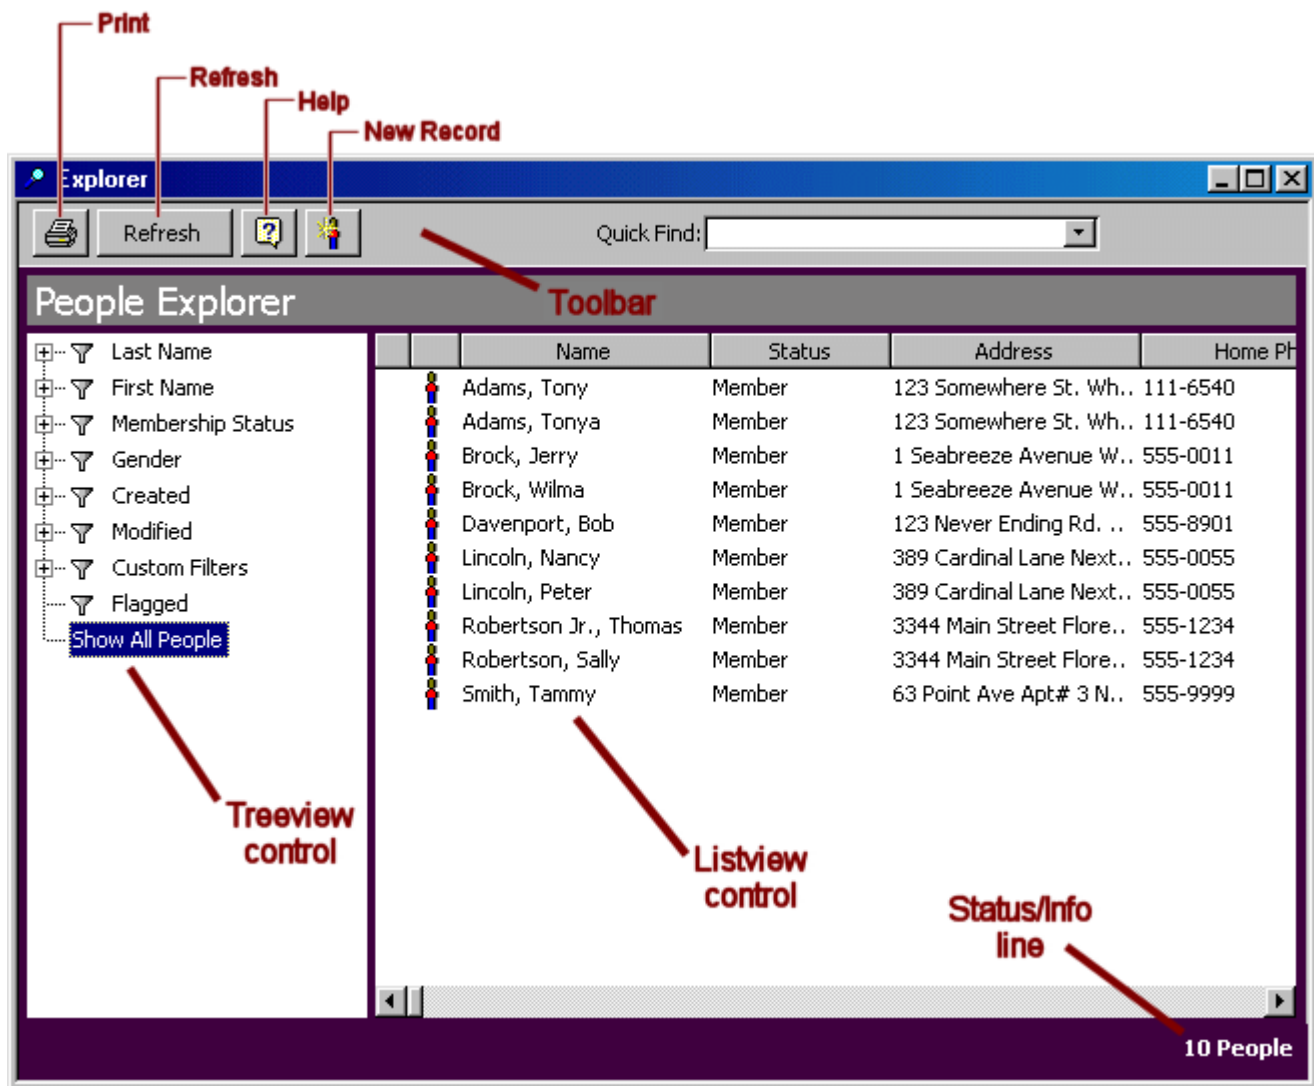 Print
Refresh
Help
New Record
Explorer
Refresh
Quick Find:
Toolbar
People Explorer
Last Name
First Name
Membership Status
Gender
Created
Modified
Custom Filters
Flagged
Show All People
Name Status Address Home Ph
Adams, Tony Member 123 Somewhere St. Wh.. 111-6540
Adams, Tonya Member 123 Somewhere St. Wh.. 111-6540
Brock, Jerry Member 1 Seabreeze Avenue W.. 555-0011
Brock, Wilma Member 1 Seabreeze Avenue W.. 555-0011
Davenport, Bob Member 123 Never Ending Rd. .. 555-8901
Lincoln, Nancy Member 389 Cardinal Lane Next.. 555-0055
Lincoln, Peter Member 389 Cardinal Lane Next.. 555-0055
Robertson Jr., Thomas Member 3344 Main Street Flore.. 555-1234
Robertson, Sally Member 3344 Main Street Flore.. 555-1234
Smith, Tammy Member 63 Point Ave Apt# 3 N.. 555-9999
Treeview
control
Listview
control
Status/Info
line
10 People